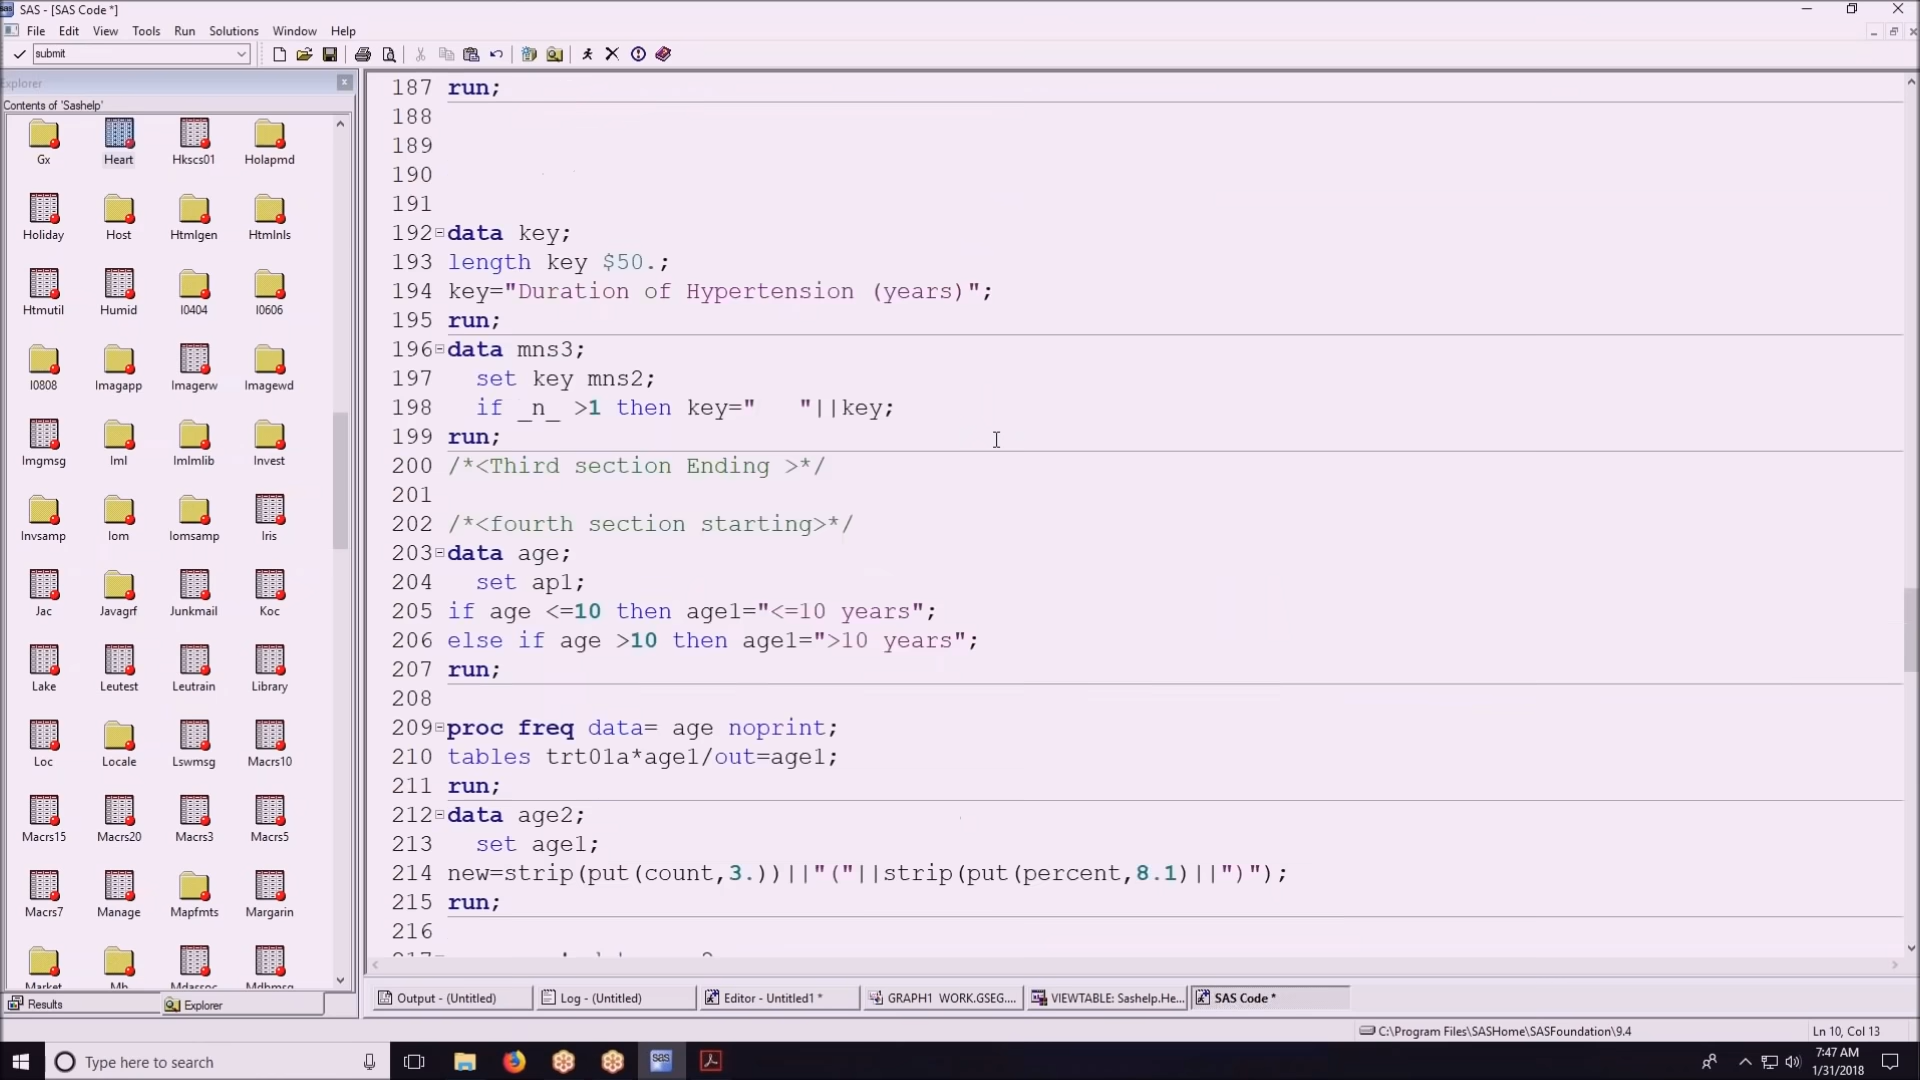 SAS - [SAS Code *]
File Edit View Tools Run Solutions Window Help
submit
Explorer
Contents of 'Sashelp'
Gx Heart Hkscs01 Holapmd
Holiday Host Htmlgen Htmlnls
Htmutil Humid I0404 I0606
I0808 Imagapp Imagerw Imagewd
Imgmsg Iml Imlmlib Invest
Invsamp Iom Iomsamp Iris
Jac Javagrf Junkmail Koc
Lake Leutest Leutrain Library
Loc Locale Lswmsg Macrs10
Macrs15 Macrs20 Macrs3 Macrs5
Macrs7 Manage Mapfmts Margarin
Market Mb Mdassoc Mdbmsg
Results Explorer
187 run;
188
189
190
191
192 data key;
193 length key $50.;
194 key="Duration of Hypertension (years)";
195 run;
196 data mns3;
197 set key mns2;
198 if _n_ >1 then key="   "||key;
199 run;
200 /*<Third section Ending >*/
201
202 /*<fourth section starting>*/
203 data age;
204 set ap1;
205 if age <=10 then age1="<=10 years";
206 else if age >10 then age1=">10 years";
207 run;
208
209 proc freq data= age noprint;
210 tables trt01a*age1/out=age1;
211 run;
212 data age2;
213 set age1;
214 new=strip(put(count,3.))||"("||strip(put(percent,8.1)||")");
215 run;
216
Output - (Untitled) Log - (Untitled) Editor - Untitled1 * GRAPH1 WORK.GSEG.... VIEWTABLE: Sashelp.He... SAS Code *
C:\Program Files\SASHome\SASFoundation\9.4 Ln 10, Col 13
Type here to search
sas
7:47 AM
1/31/2018